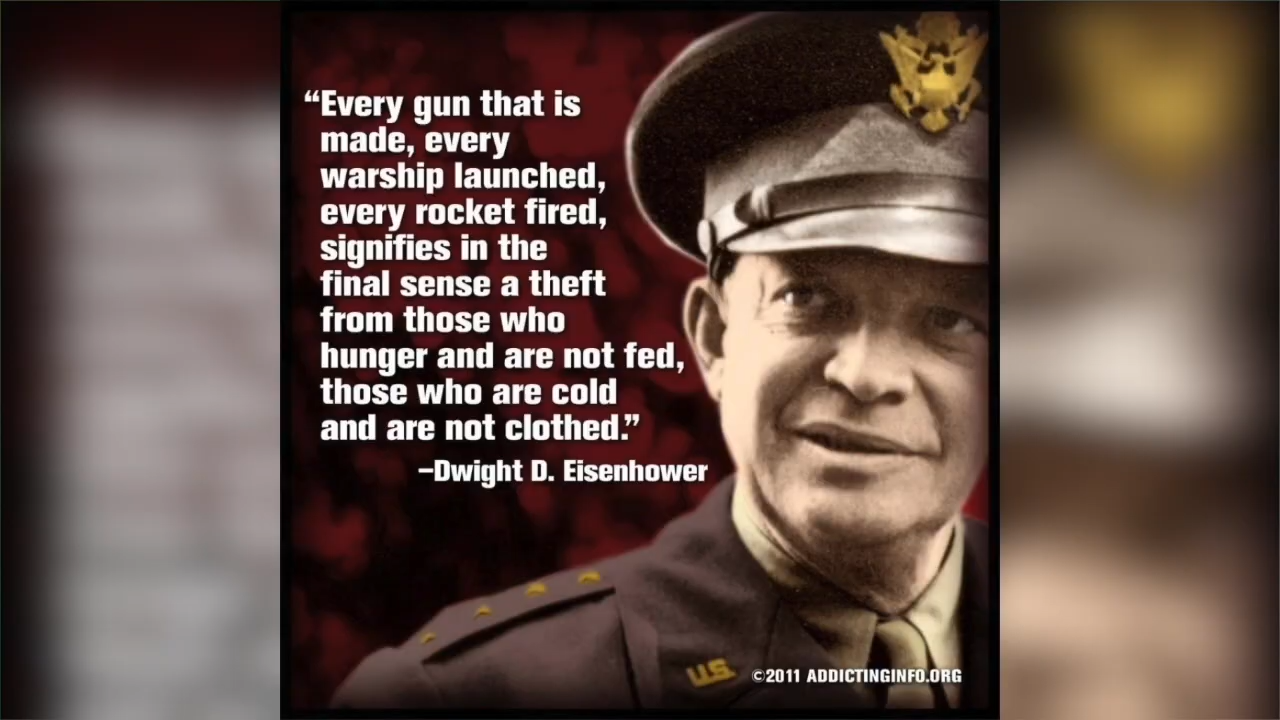 “Every gun that is
made, every
warship launched,
every rocket fired,
signifies in the
final sense a theft
from those who
hunger and are not fed,
those who are cold
and are not clothed.”
–Dwight D. Eisenhower
U.S.
©2011 ADDICTINGINFO.ORG